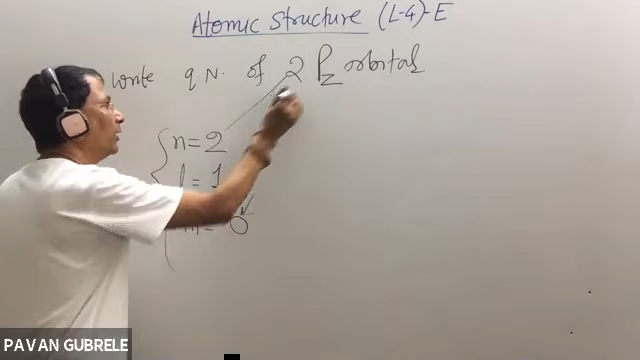 Atomic Structure (L-4)-E
Write q.N. of 2 Pz orbital
n = 2
l = 1
m = 0
PAVAN GUBRELE